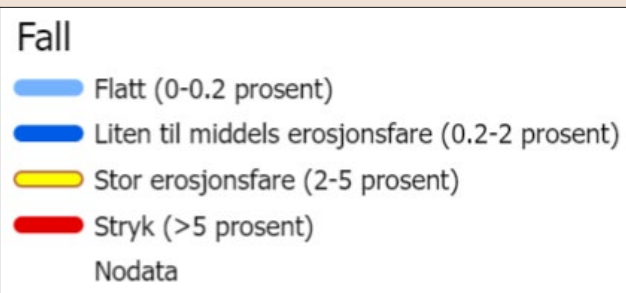 Fall
Flatt (0-0.2 prosent)
Liten til middels erosjonsfare (0.2-2 prosent)
Stor erosjonsfare (2-5 prosent)
Stryk (>5 prosent)
Nodata